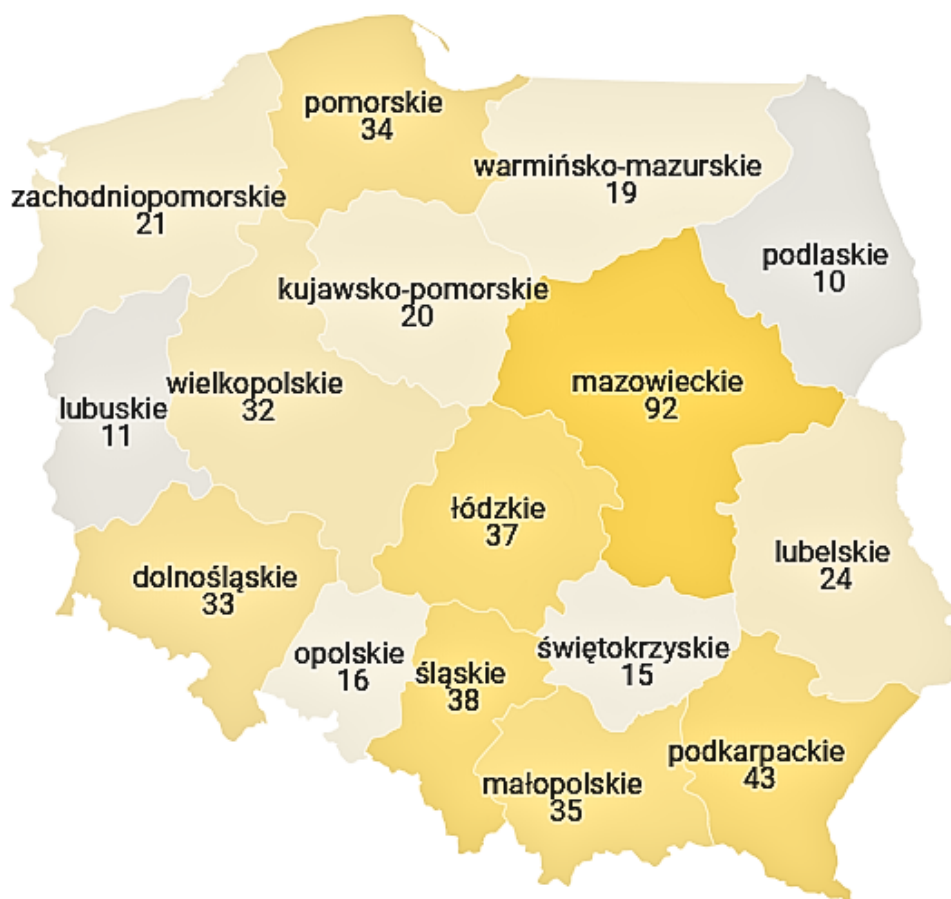 pomorskie
34
warmińsko-mazurskie
19
zachodniopomorskie
21
podlaskie
10
kujawsko-pomorskie
20
mazowieckie
92
wielkopolskie
32
lubuskie
11
łódzkie
37
lubelskie
24
dolnośląskie
33
opolskie
16
śląskie
38
świętokrzyskie
15
podkarpackie
43
małopolskie
35